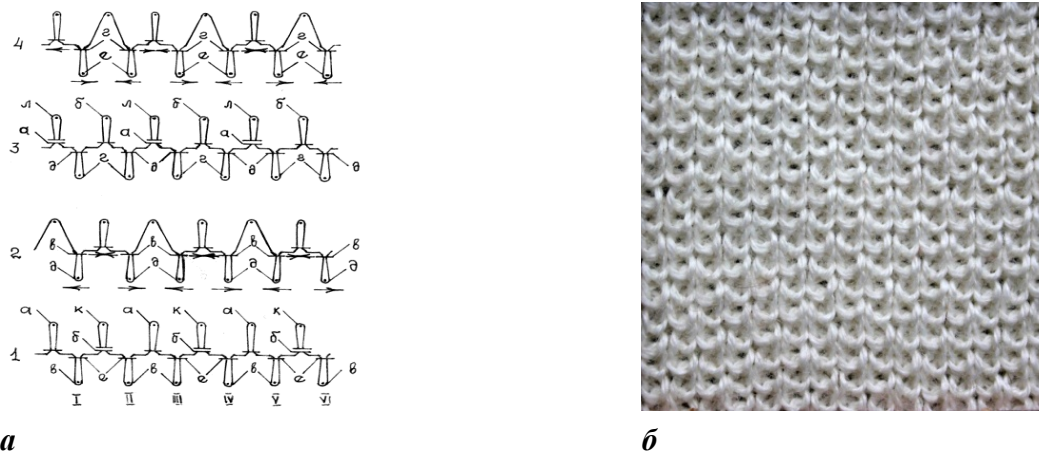 4 г г г
е е е
л б л б л б
а а а
3 д г д г д г д
2 в в в в
д д д д
а к а к а к
б б б
1 в е в е в е в
I II III IV V VI
а б